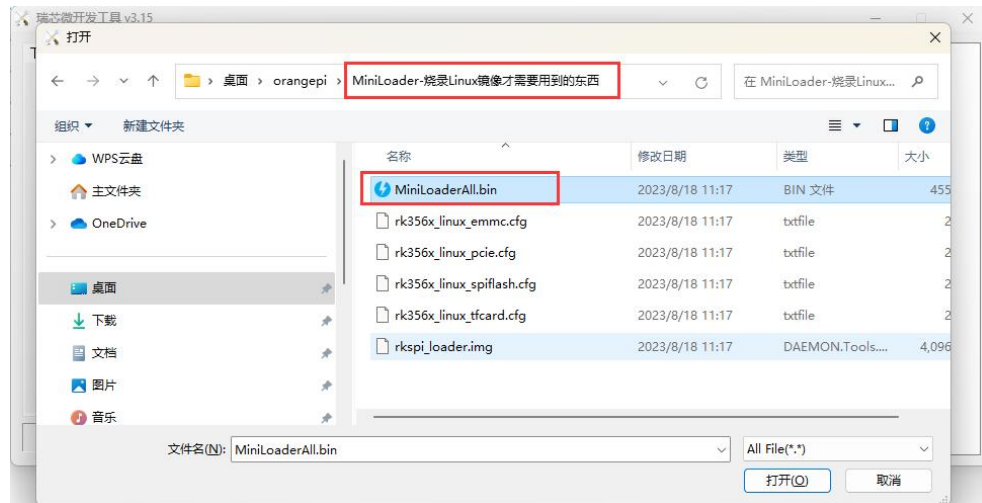 瑞芯微开发工具 v3.15
打开
桌面 › orangepi › MiniLoader-烧录Linux镜像才需要用到的东西
在 MiniLoader-烧录Linux...
组织 新建文件夹
名称 修改日期 类型 大小
WPS云盘
主文件夹
OneDrive
桌面
下载
文档
图片
音乐
MiniLoaderAll.bin 2023/8/18 11:17 BIN 文件 455
rk356x_linux_emmc.cfg 2023/8/18 11:17 txtfile 2
rk356x_linux_pcie.cfg 2023/8/18 11:17 txtfile 2
rk356x_linux_spiflash.cfg 2023/8/18 11:17 txtfile 2
rk356x_linux_tfcard.cfg 2023/8/18 11:17 txtfile 2
rkspi_loader.img 2023/8/18 11:17 DAEMON.Tools.... 4,096
文件名(N): MiniLoaderAll.bin All File(*.*)
打开(O) 取消